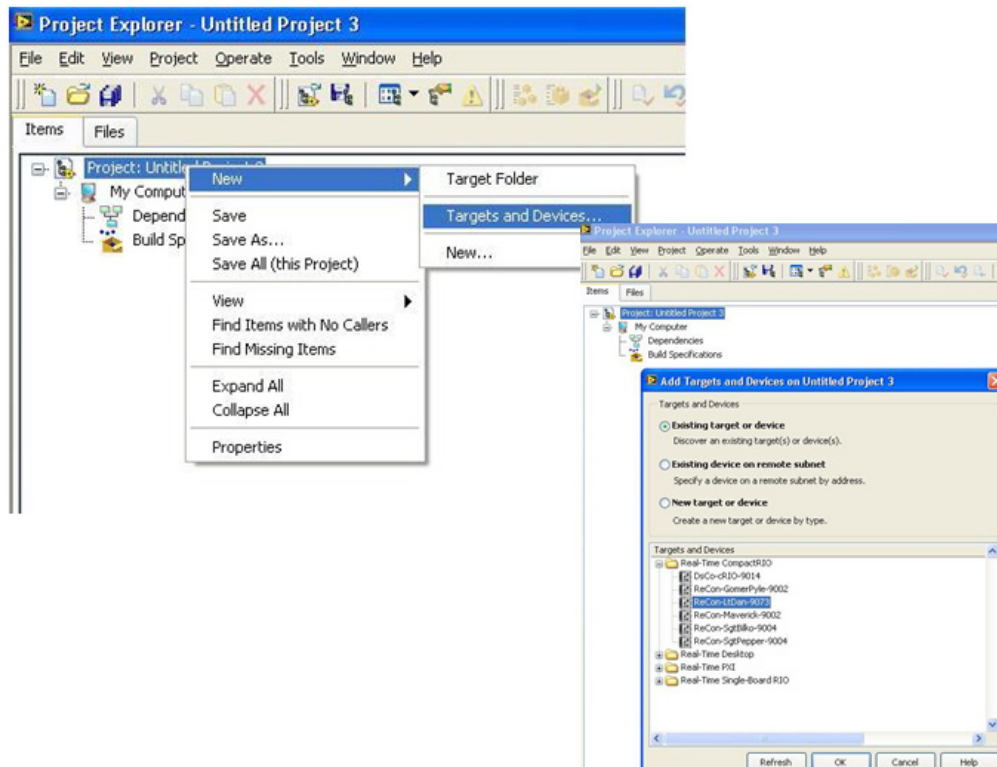 Project Explorer - Untitled Project 3
File Edit View Project Operate Tools Window Help
Items Files
Project: Untitled Project 3
My Comput
Depend
Build Sp
New
Save
Save As...
Save All (this Project)
View
Find Items with No Callers
Find Missing Items
Expand All
Collapse All
Properties
Target Folder
Targets and Devices...
New...
Project Explorer - Untitled Project 3
File Edit View Project Operate Tools Window Help
Items Files
Project: Untitled Project 3
My Computer
Dependencies
Build Specifications
Add Targets and Devices on Untitled Project 3
Targets and Devices
Existing target or device
Discover an existing target(s) or device(s).
Existing device on remote subnet
Specify a device on a remote subnet by address.
New target or device
Create a new target or device by type.
Targets and Devices
Real-Time CompactRIO
DsCo-cRIO-9014
ReCon-GomerPyle-9002
ReCon-LtDan-9073
ReCon-Maverick-9002
ReCon-SgtBilko-9004
ReCon-SgtPepper-9004
Real-Time Desktop
Real-Time PXI
Real-Time Single-Board RIO
Refresh OK Cancel Help